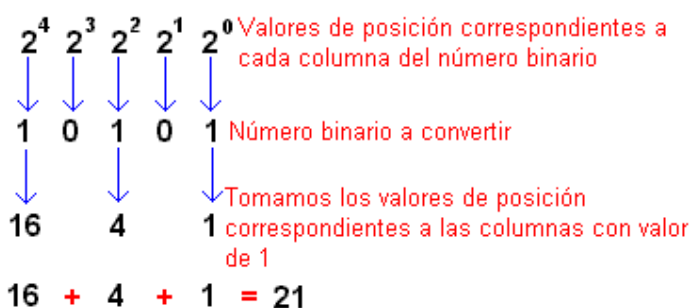 2⁴ 2³ 2² 2¹ 2⁰ Valores de posición correspondientes a
cada columna del número binario
1 0 1 0 1 Número binario a convertir
Tomamos los valores de posición
16 4 1 correspondientes a las columnas con valor
de 1
16 + 4 + 1 = 21